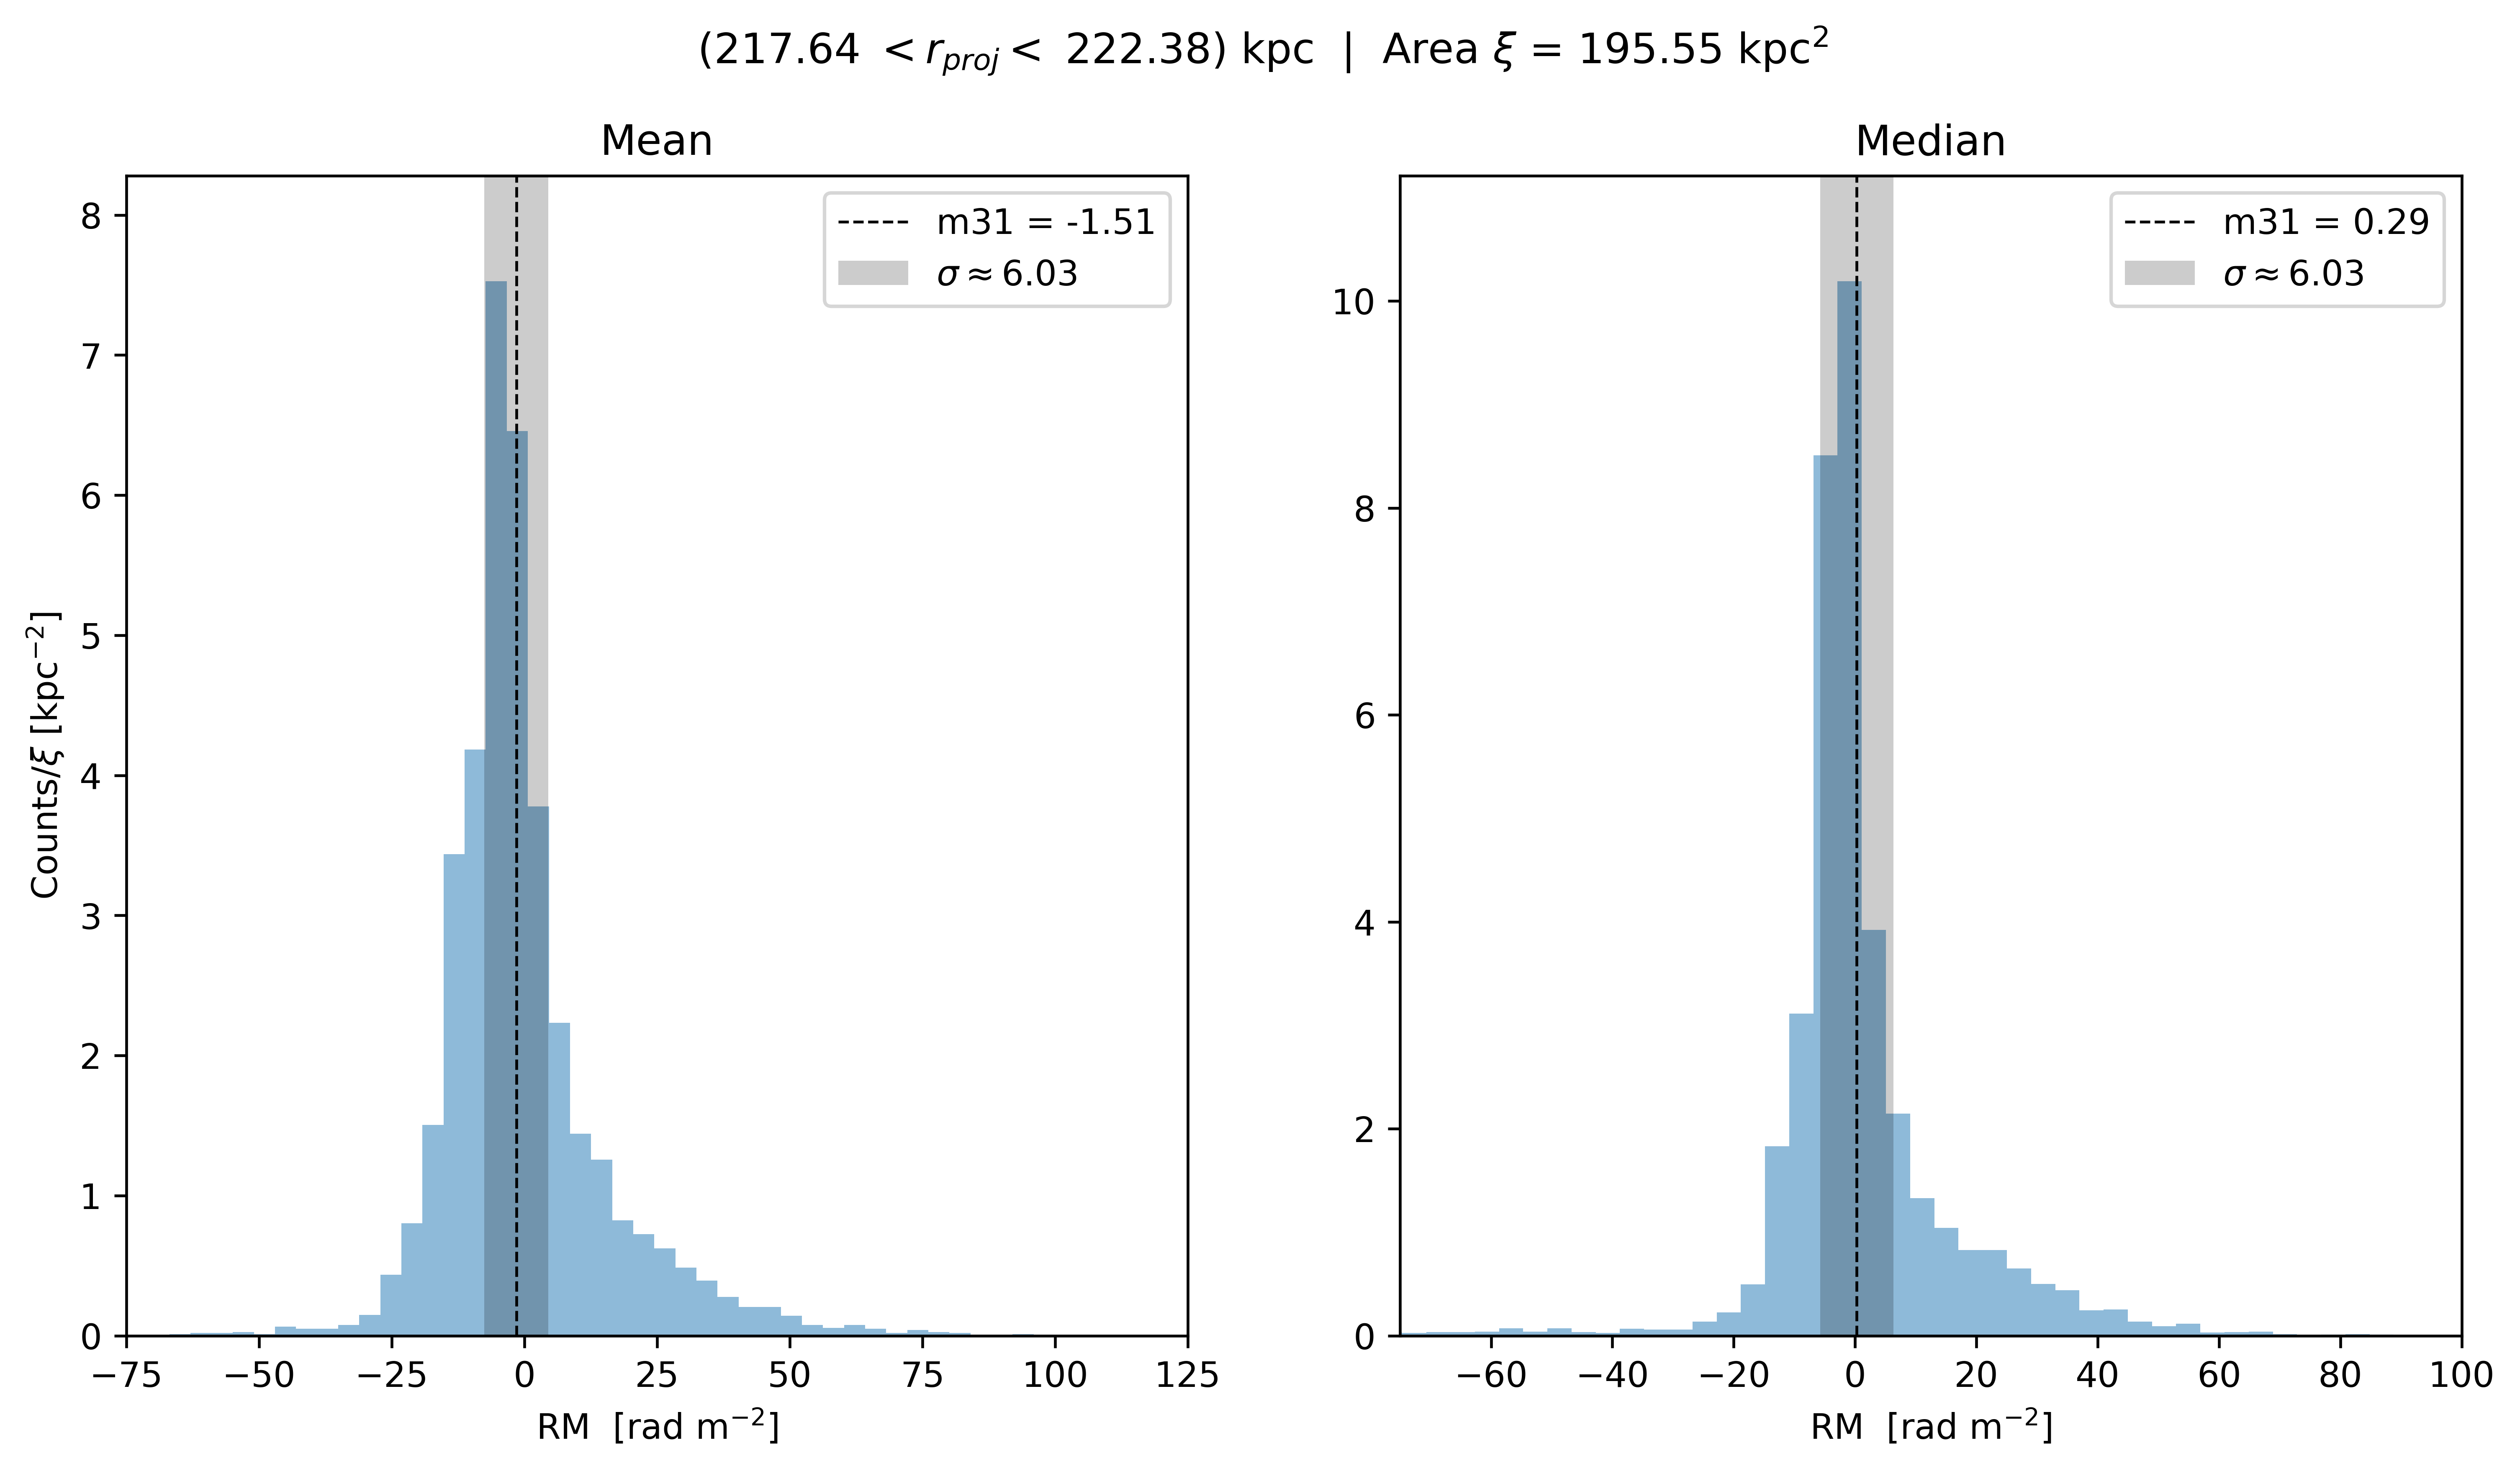 (217.64 < r_proj < 222.38) kpc | Area ξ = 195.55 kpc²
Mean
m31 = -1.51
σ ≈ 6.03
8
7
6
5
4
3
2
1
0
Counts/ξ [kpc⁻²]
−75 −50 −25 0 25 50 75 100 125
RM [rad m⁻²]
Median
m31 = 0.29
σ ≈ 6.03
10
8
6
4
2
0
−60 −40 −20 0 20 40 60 80 100
RM [rad m⁻²]